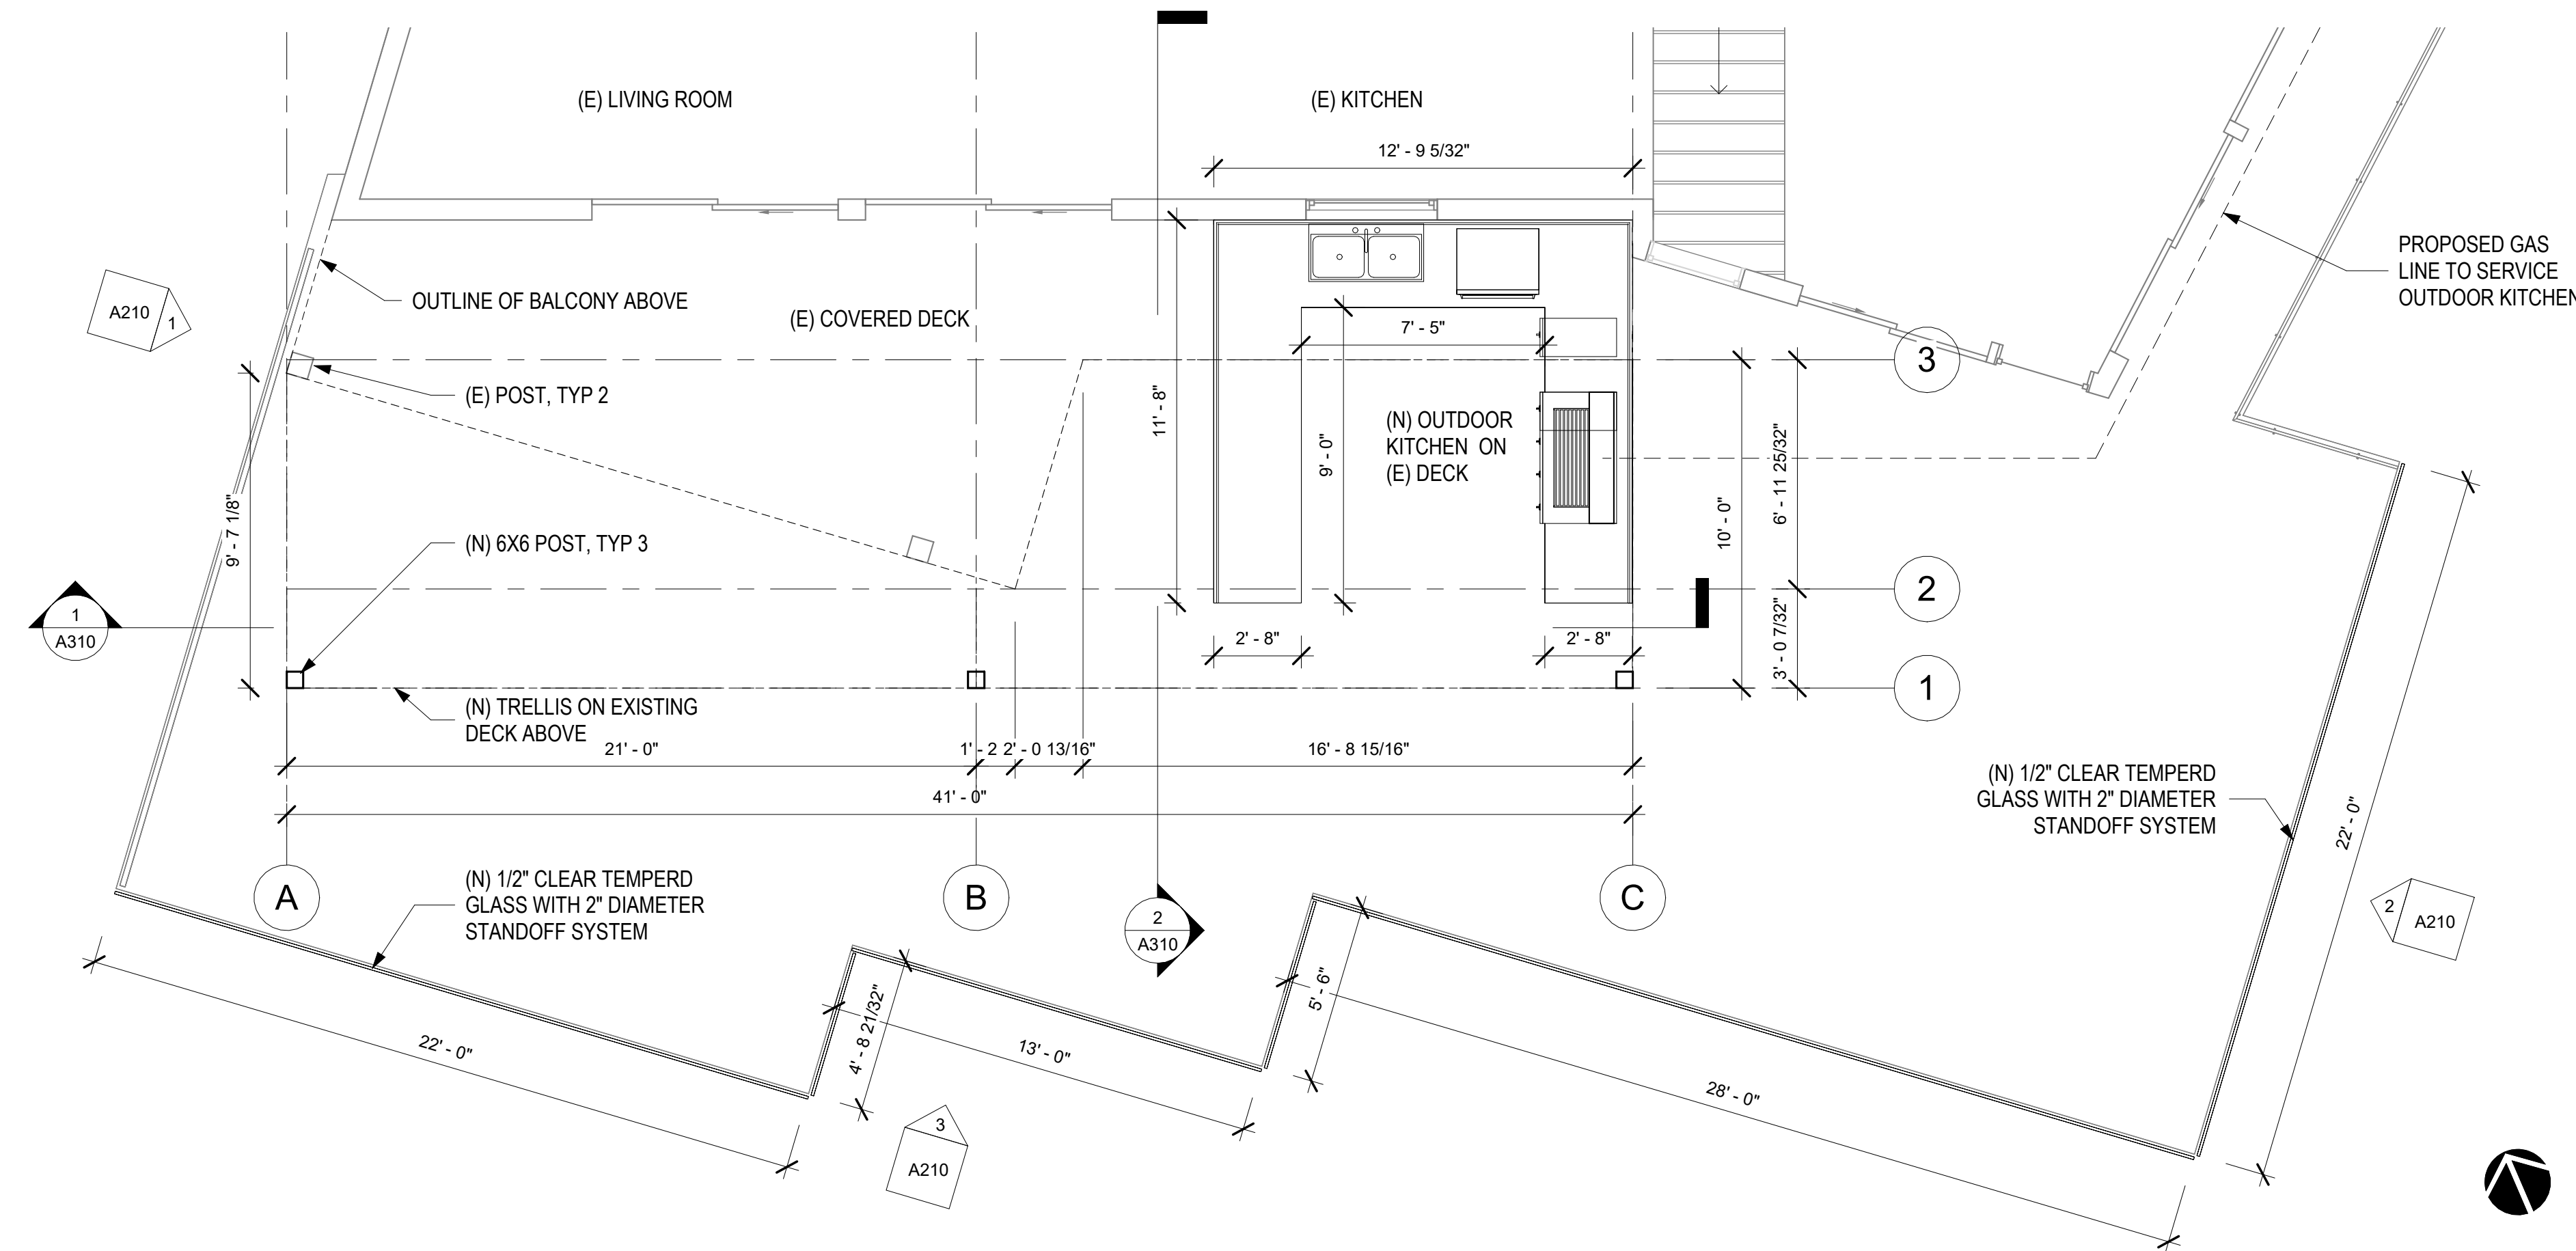 (E) LIVING ROOM
(E) KITCHEN
12' - 9 5/32"
PROPOSED GAS
LINE TO SERVICE
OUTDOOR KITCHEN
A210
1
OUTLINE OF BALCONY ABOVE
(E) COVERED DECK
7' - 5"
3
(E) POST, TYP 2
11' - 8"
9' - 0"
(N) OUTDOOR
KITCHEN ON
(E) DECK
6' - 11 25/32"
10' - 0"
9' - 7 1/8"
(N) 6X6 POST, TYP 3
2
1
A310
2' - 8"
2' - 8"
3' - 0 7/32"
1
(N) TRELLIS ON EXISTING
DECK ABOVE
21' - 0"
1' - 2
2' - 0 13/16"
16' - 8 15/16"
41' - 0"
(N) 1/2" CLEAR TEMPERD
GLASS WITH 2" DIAMETER
STANDOFF SYSTEM
22' - 0"
A
B
C
(N) 1/2" CLEAR TEMPERD
GLASS WITH 2" DIAMETER
STANDOFF SYSTEM
2
A310
2
A210
5' - 6"
4' - 8 21/32"
22' - 0"
13' - 0"
28' - 0"
3
A210